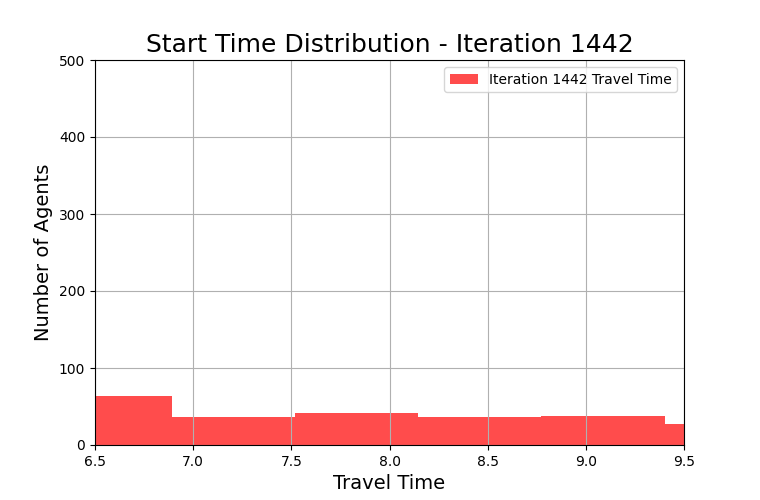 Start Time Distribution - Iteration 1442
500
400
300
200
100
0
Number of Agents
Iteration 1442 Travel Time
6.5 7.0 7.5 8.0 8.5 9.0 9.5
Travel Time